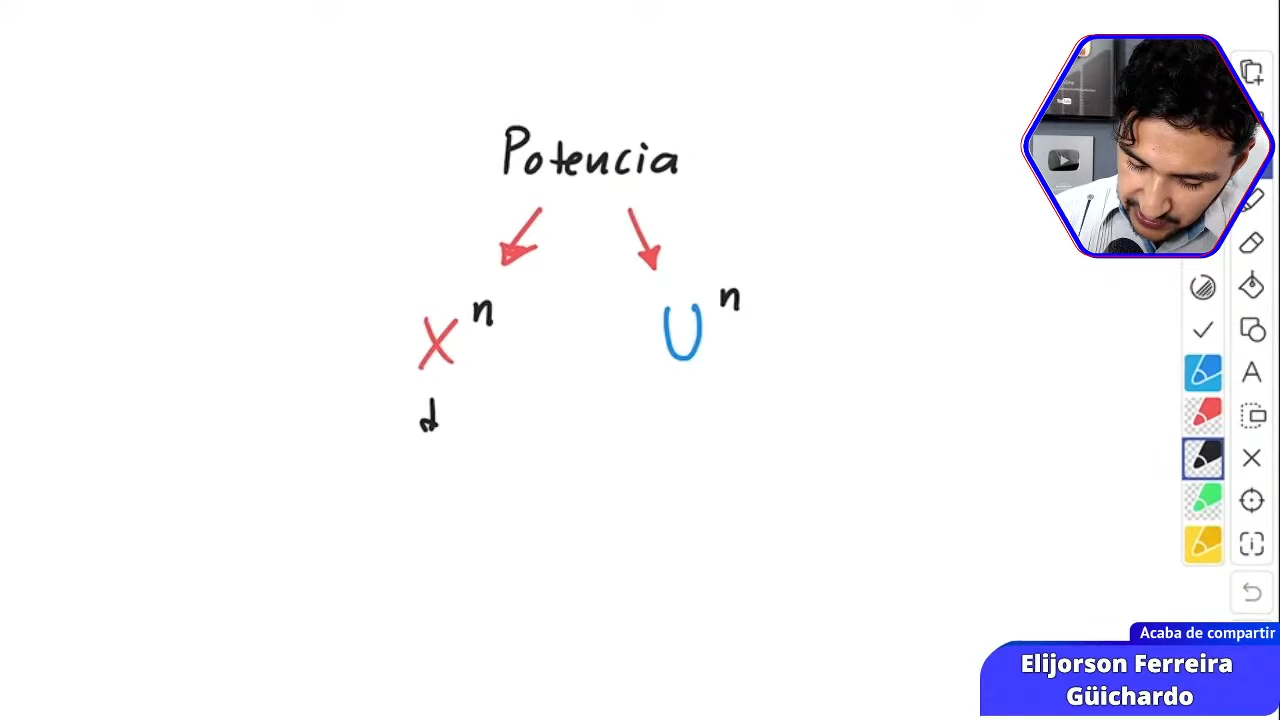 Potencia
X^n U^n
d
A
Acaba de compartir
Elijorson Ferreira
Güichardo